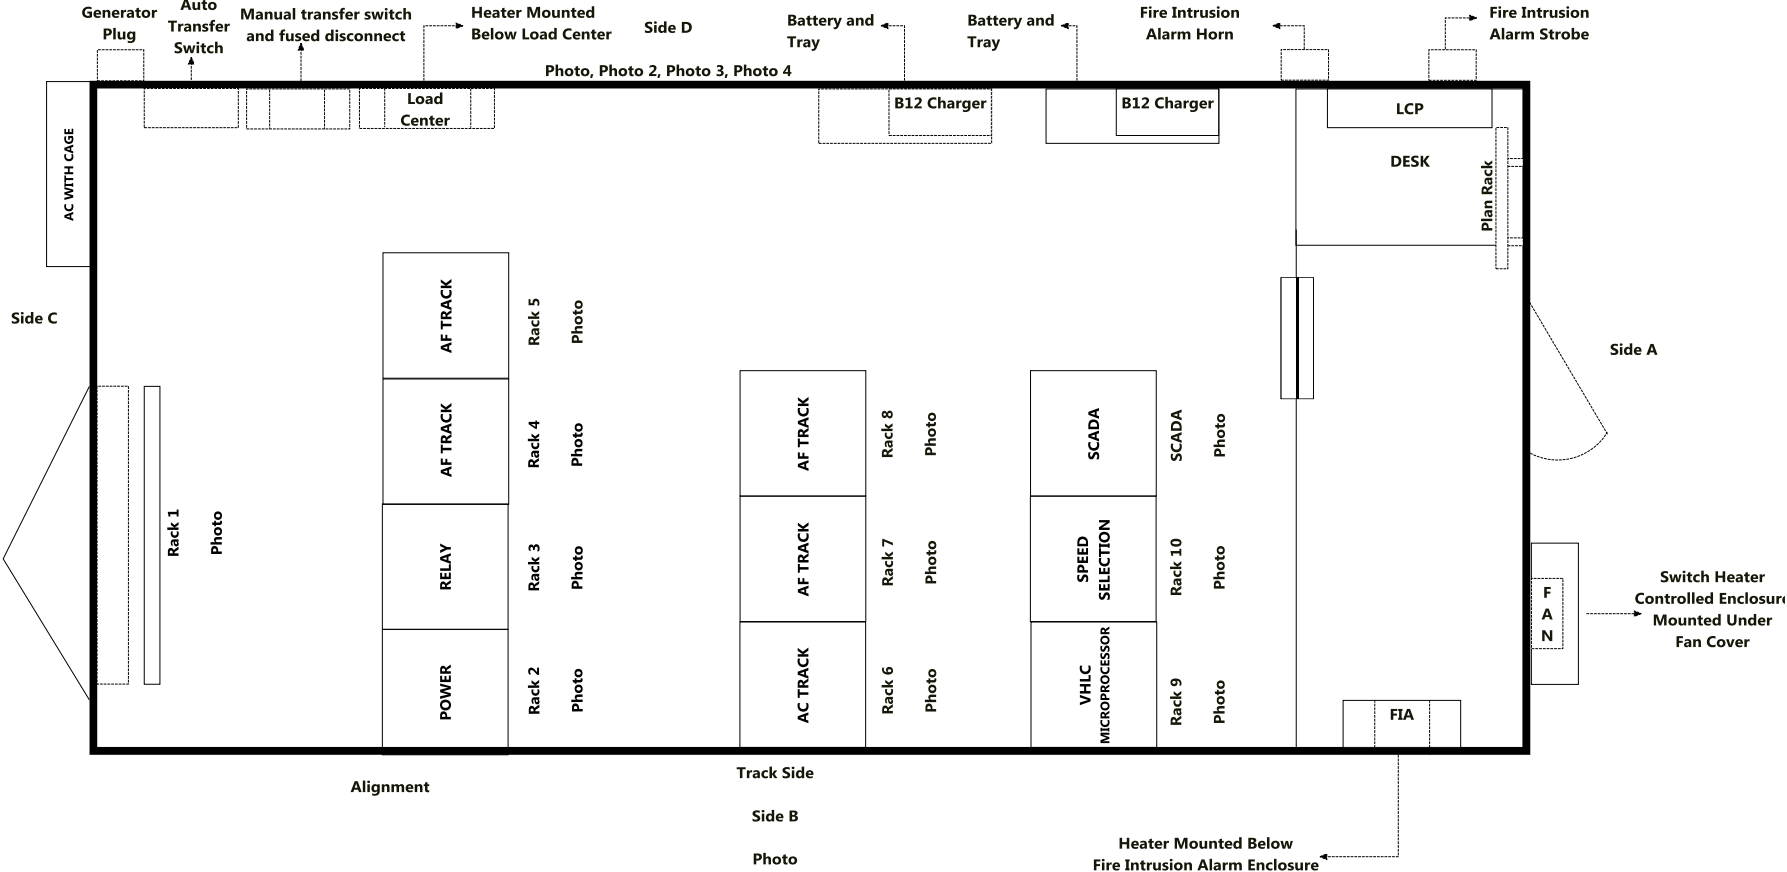 Generator
Plug
Auto
Transfer
Switch
Manual transfer switch
and fused disconnect
Heater Mounted
Below Load Center
Side D
Battery and
Tray
Battery and
Tray
Fire Intrusion
Alarm Horn
Fire Intrusion
Alarm Strobe
Photo, Photo 2, Photo 3, Photo 4
Load
Center
B12 Charger
B12 Charger
LCP
DESK
Plan Rack
AC WITH CAGE
Side C
Side A
AF TRACK
Rack 5
Photo
AF TRACK
Rack 4
Photo
RELAY
Rack 3
Photo
POWER
Rack 2
Photo
Rack 1
Photo
AF TRACK
Rack 8
Photo
AF TRACK
Rack 7
Photo
AC TRACK
Rack 6
Photo
SCADA
SCADA
Photo
SPEED
SELECTION
Rack 10
Photo
VHLC
MICROPROCESSOR
Rack 9
Photo
F
A
N
Switch Heater
Controlled Enclosure
Mounted Under
Fan Cover
FIA
Alignment
Track Side
Side B
Photo
Heater Mounted Below
Fire Intrusion Alarm Enclosure